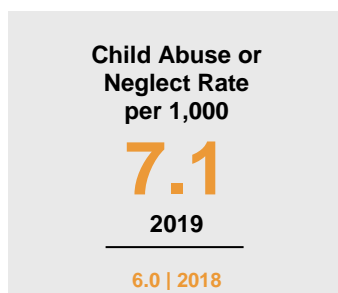 Child Abuse or
Neglect Rate
per 1,000
7.1
2019
6.0 | 2018